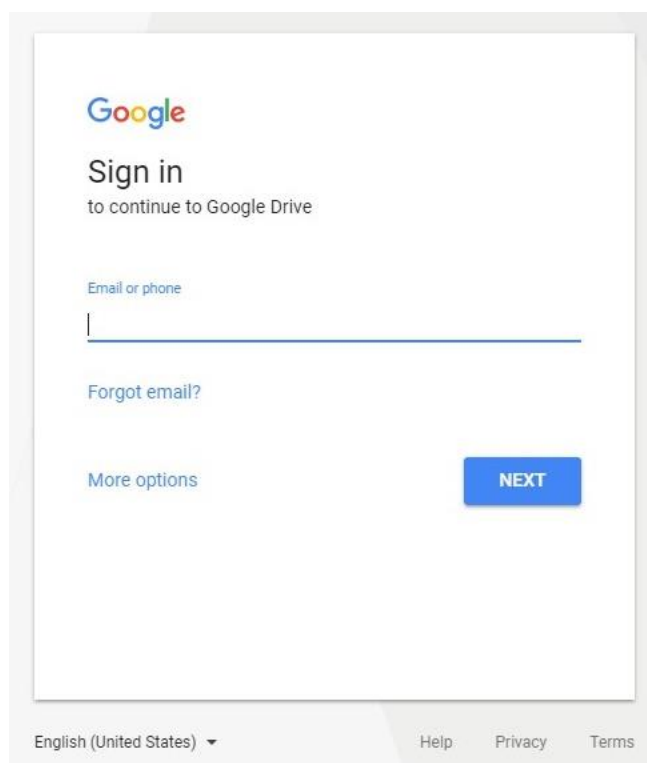 Google
Sign in
to continue to Google Drive
Email or phone
Forgot email?
More options NEXT
English (United States) Help Privacy Terms